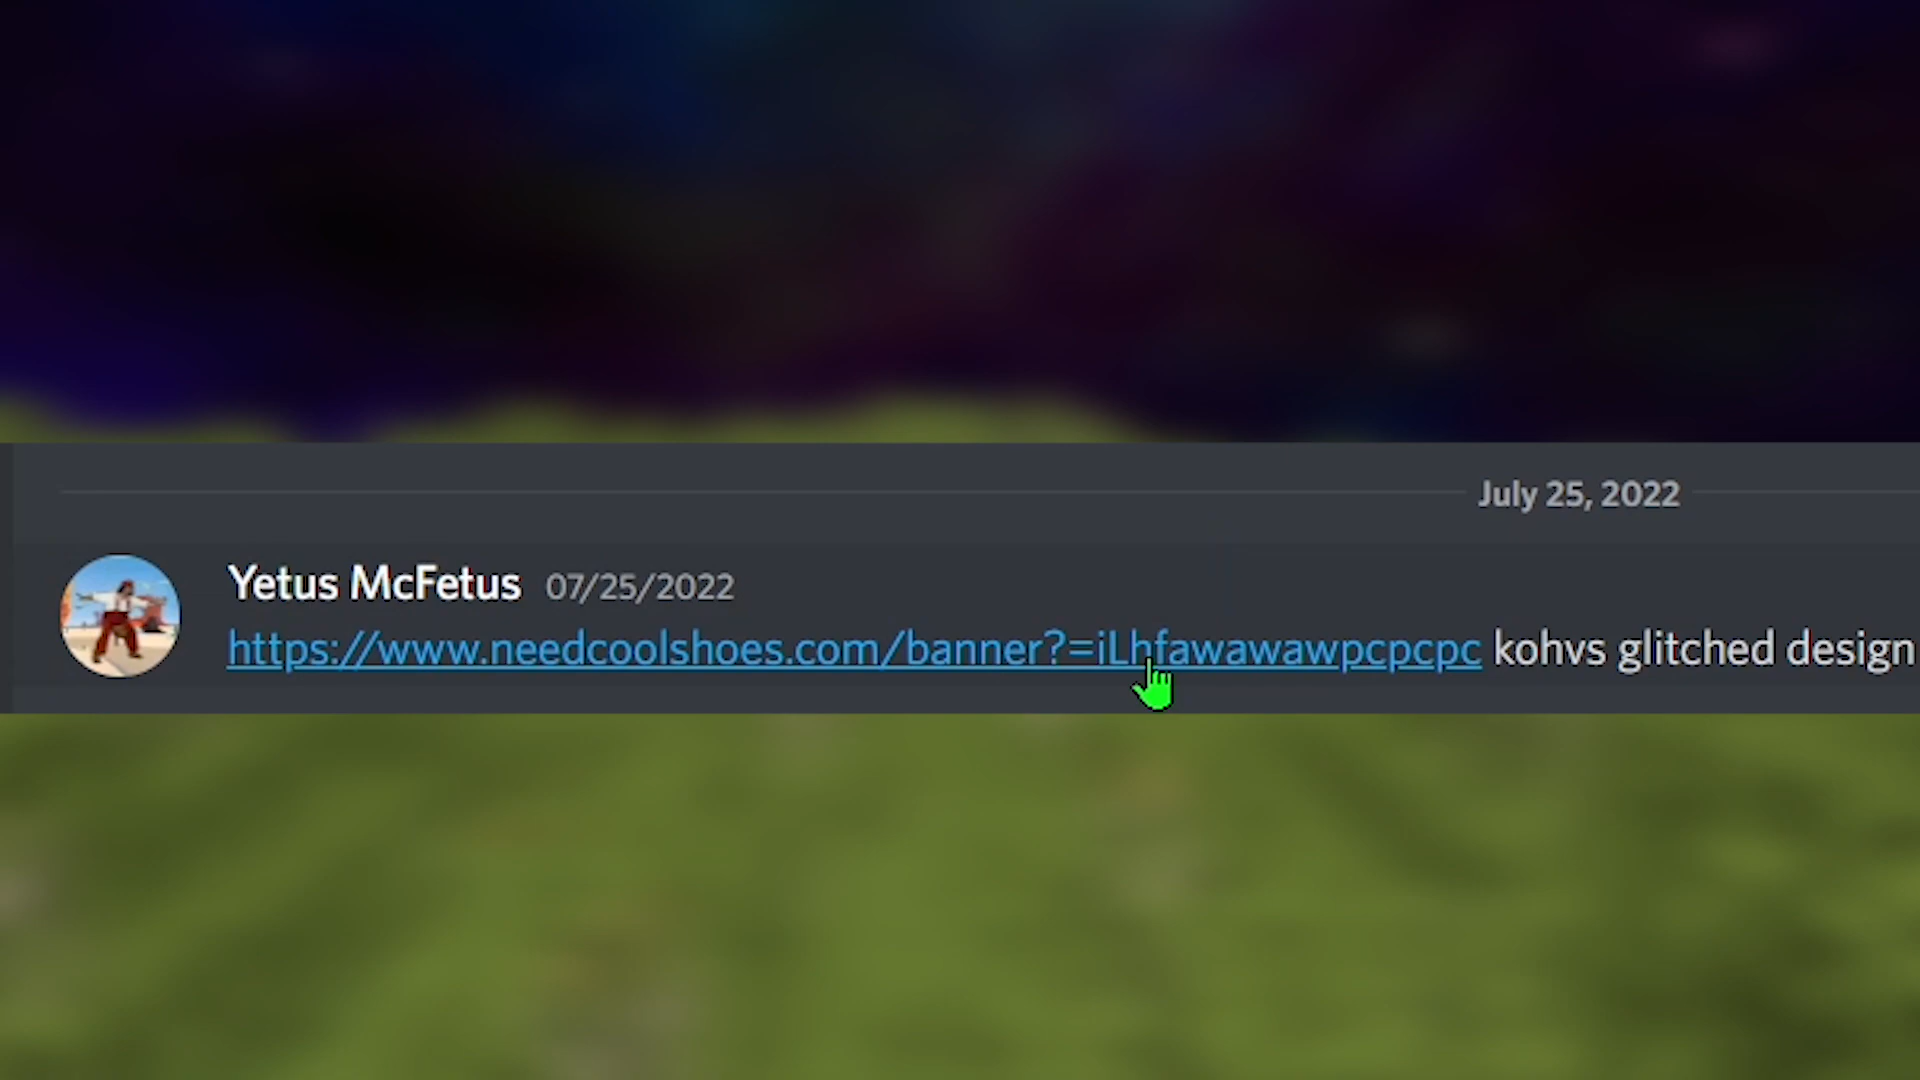 July 25, 2022
Yetus McFetus 07/25/2022
https://www.needcoolshoes.com/banner?=iLhfawawawpcpcpc kohvs glitched design